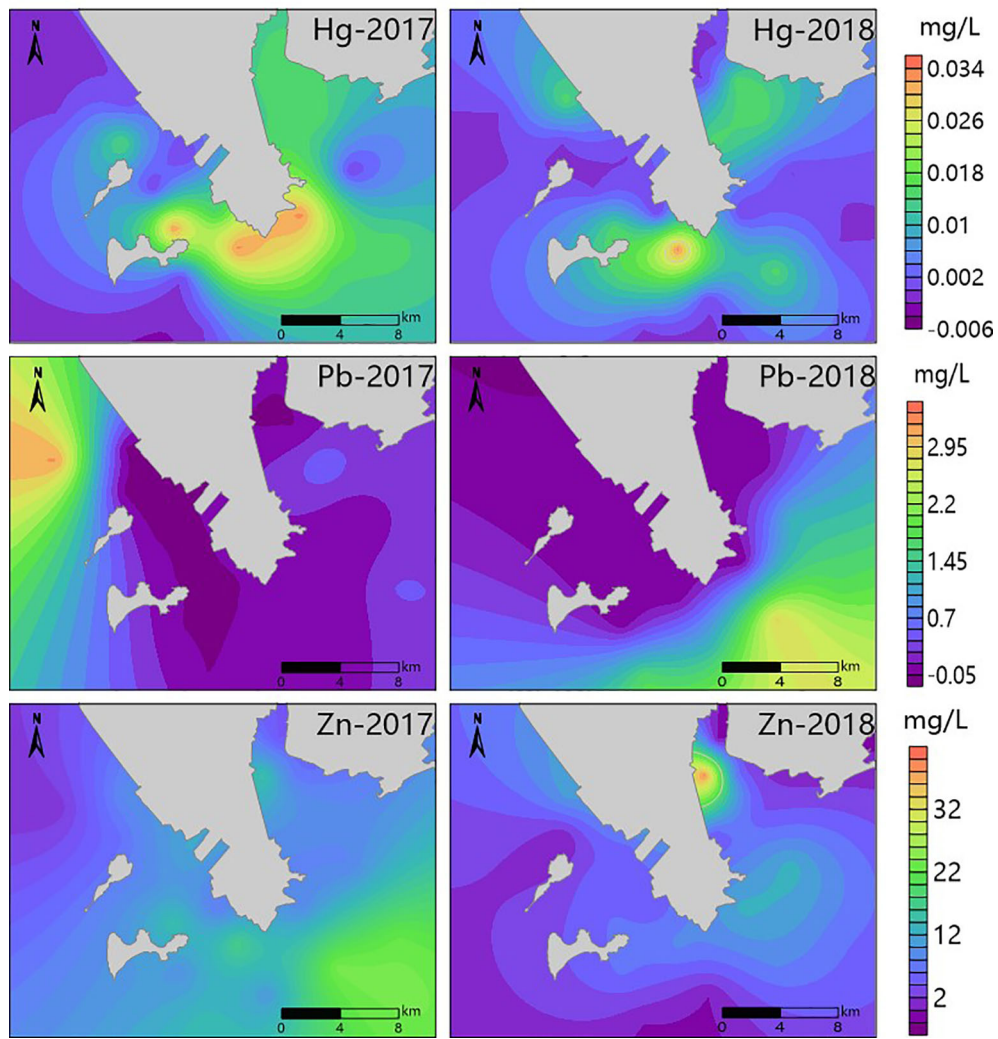 N
Hg-2017
km
0 4 8
N
Hg-2018
km
0 4 8
mg/L
0.034
0.026
0.018
0.01
0.002
-0.006
N
Pb-2017
km
0 4 8
N
Pb-2018
km
0 4 8
mg/L
2.95
2.2
1.45
0.7
-0.05
N
Zn-2017
km
0 4 8
N
Zn-2018
km
0 4 8
mg/L
32
22
12
2